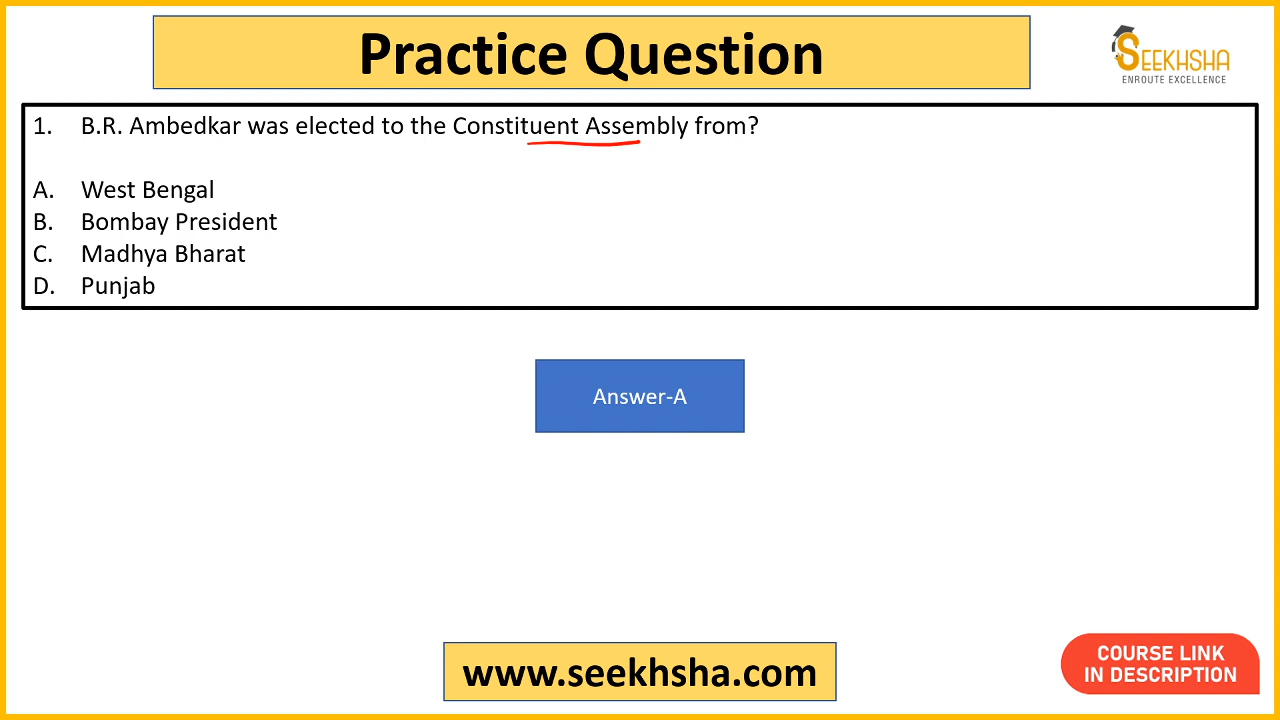 Practice Question
SEEKHSHA
ENROUTE EXCELLENCE
1. B.R. Ambedkar was elected to the Constituent Assembly from?
A. West Bengal
B. Bombay President
C. Madhya Bharat
D. Punjab
Answer-A
www.seekhsha.com
COURSE LINK
IN DESCRIPTION